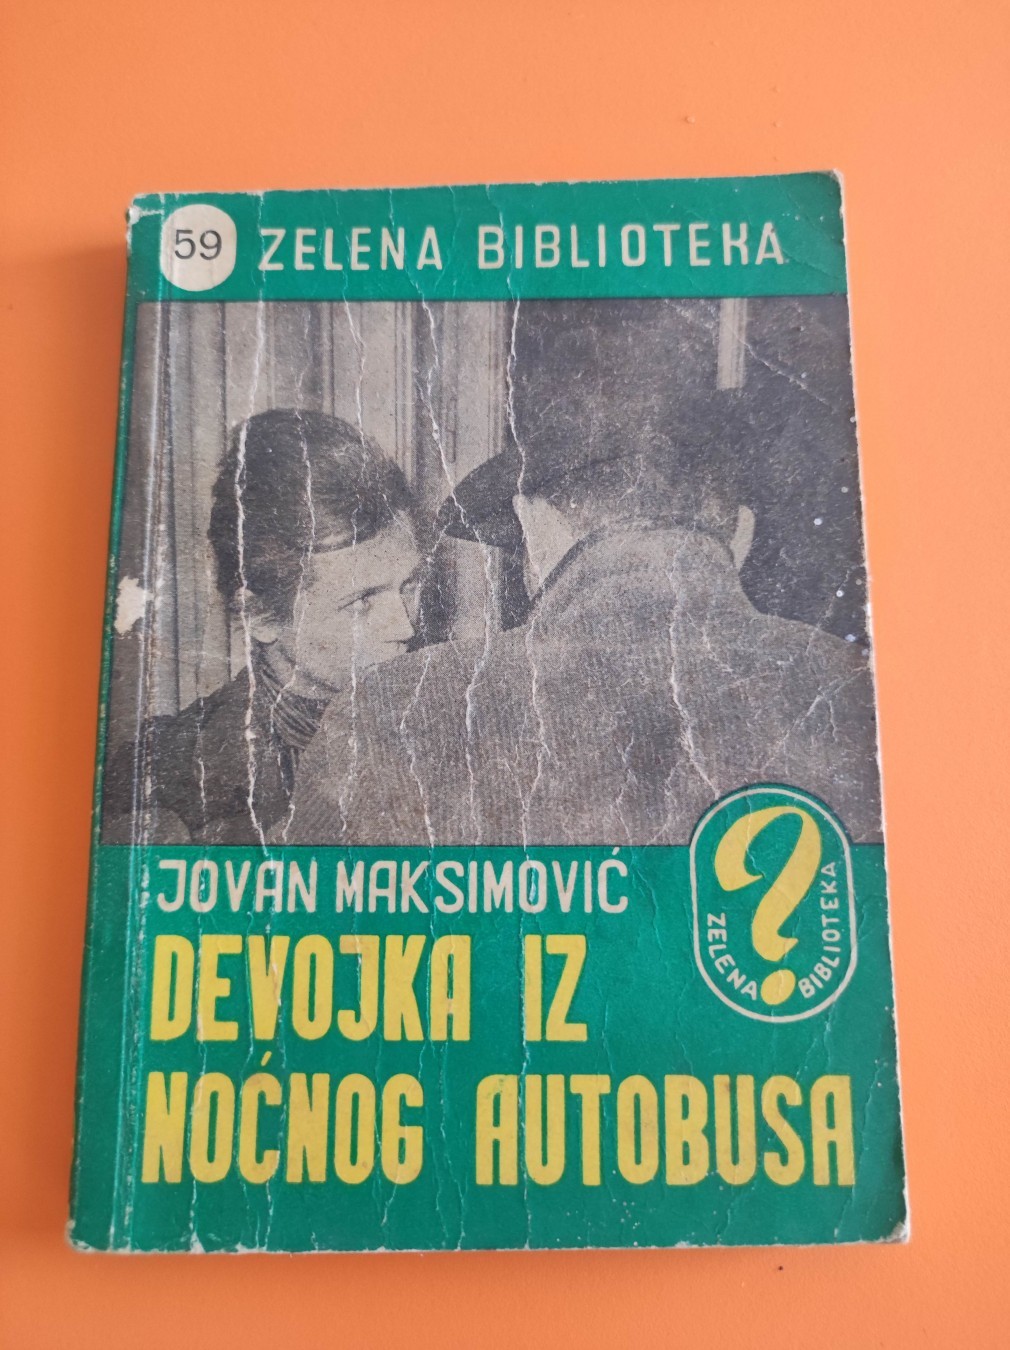 59 ZELENA BIBLIOTEKA
JOVAN MAKSIMOVIĆ
DEVOJKA IZ
NOĆNOG AUTOBUSA
?
ZELENA BIBLIOTEKA